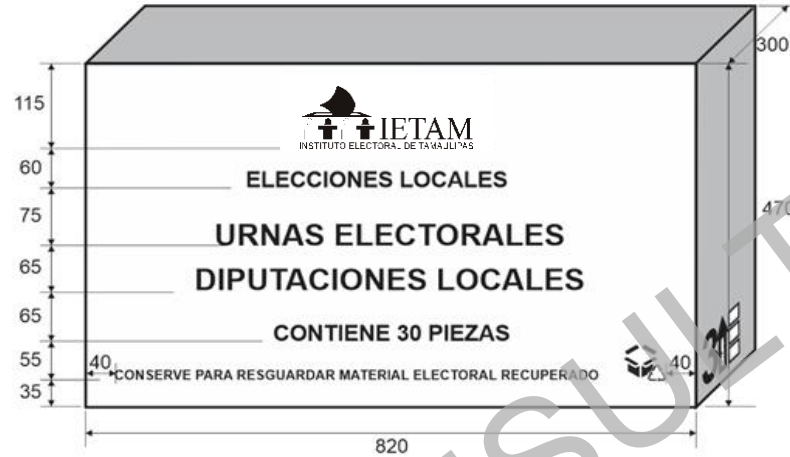 300
115
IETAM
INSTITUTO ELECTORAL DE TAMAULIPAS
60
ELECCIONES LOCALES
75
470
URNAS ELECTORALES
65
DIPUTACIONES LOCALES
65
CONTIENE 30 PIEZAS
55
40
CONSERVE PARA RESGUARDAR MATERIAL ELECTORAL RECUPERADO
40
35
820